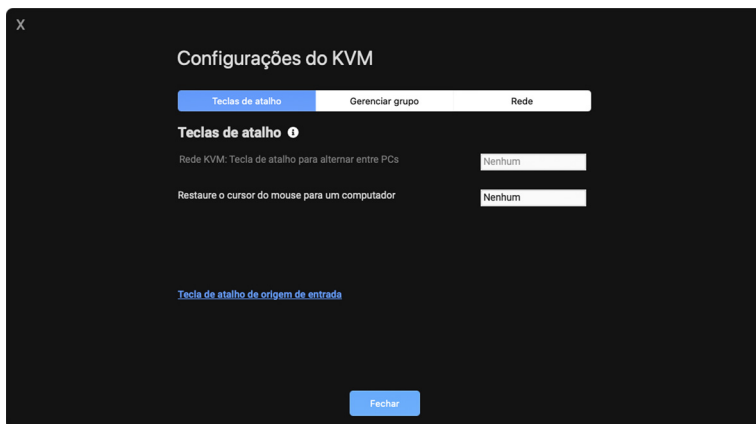 X
Configurações do KVM
Teclas de atalho Gerenciar grupo Rede
Teclas de atalho
Rede KVM: Tecla de atalho para alternar entre PCs Nenhum
Restaure o cursor do mouse para um computador Nenhum
Tecla de atalho de origem de entrada
Fechar